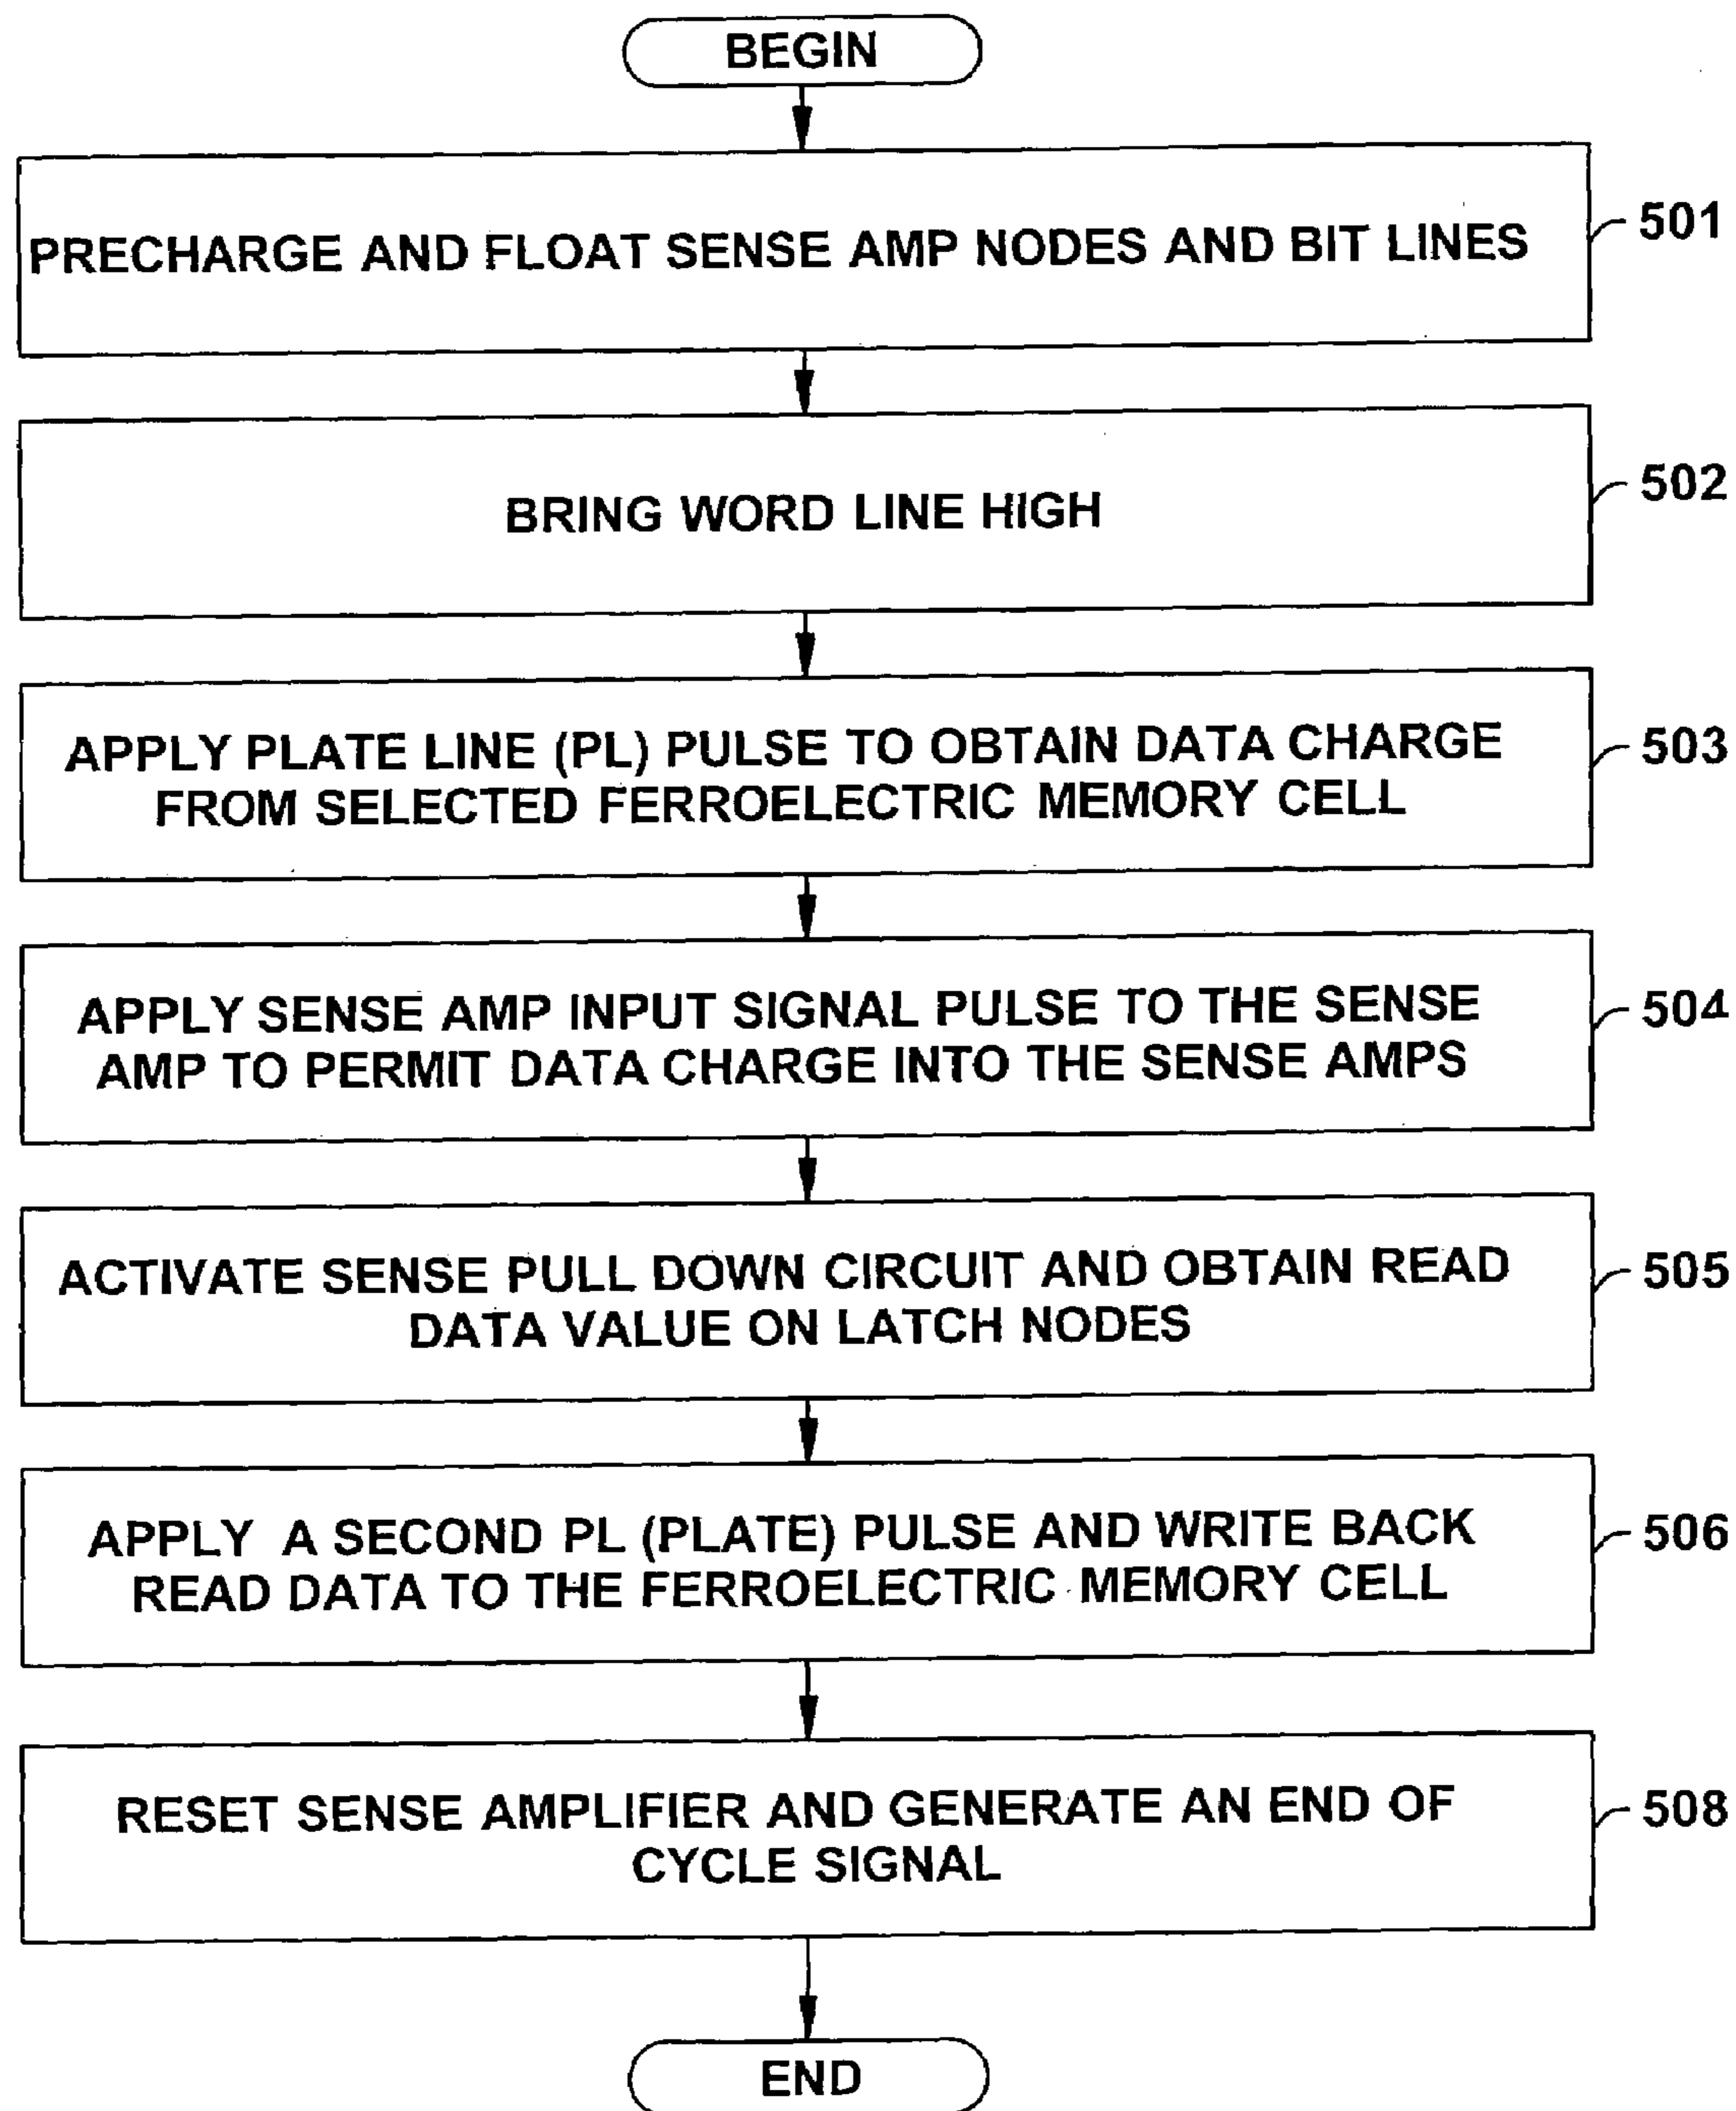 BEGIN
PRECHARGE AND FLOAT SENSE AMP NODES AND BIT LINES
501
BRING WORD LINE HIGH
502
APPLY PLATE LINE (PL) PULSE TO OBTAIN DATA CHARGE
FROM SELECTED FERROELECTRIC MEMORY CELL
503
APPLY SENSE AMP INPUT SIGNAL PULSE TO THE SENSE
AMP TO PERMIT DATA CHARGE INTO THE SENSE AMPS
504
ACTIVATE SENSE PULL DOWN CIRCUIT AND OBTAIN READ
DATA VALUE ON LATCH NODES
505
APPLY A SECOND PL (PLATE) PULSE AND WRITE BACK
READ DATA TO THE FERROELECTRIC MEMORY CELL
506
RESET SENSE AMPLIFIER AND GENERATE AN END OF
CYCLE SIGNAL
508
END